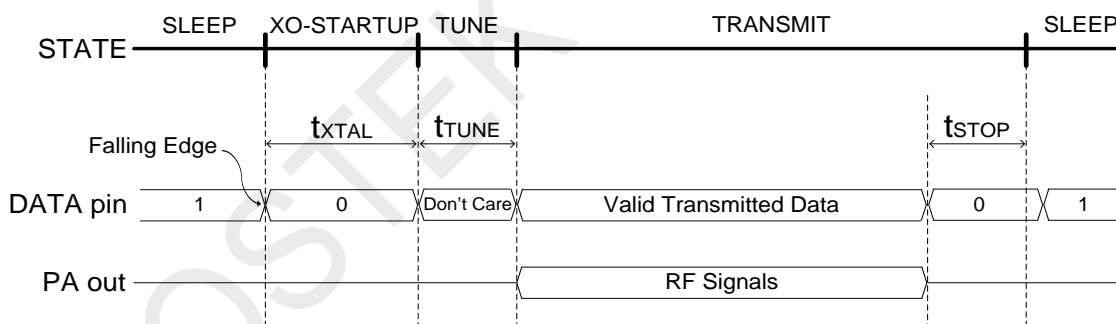 SLEEP XO-STARTUP TUNE TRANSMIT SLEEP
STATE
tXTAL tTUNE tSTOP
Falling Edge
DATA pin 1 0 Don't Care Valid Transmitted Data 0 1
PA out RF Signals
OSTEK